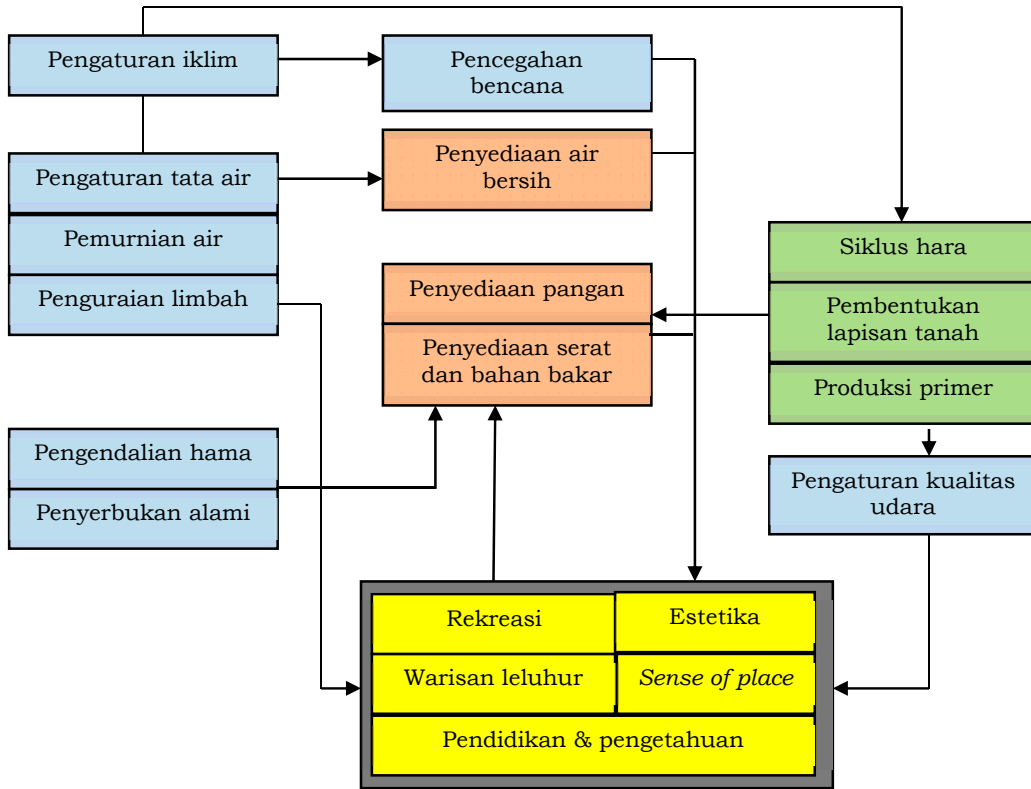 Pengaturan iklim
Pencegahan
bencana
Pengaturan tata air
Pemurnian air
Penguraian limbah
Penyediaan air
bersih
Penyediaan pangan
Penyediaan serat
dan bahan bakar
Siklus hara
Pembentukan
lapisan tanah
Produksi primer
Pengendalian hama
Penyerbukan alami
Pengaturan kualitas
udara
Rekreasi
Estetika
Warisan leluhur
Sense of place
Pendidikan & pengetahuan